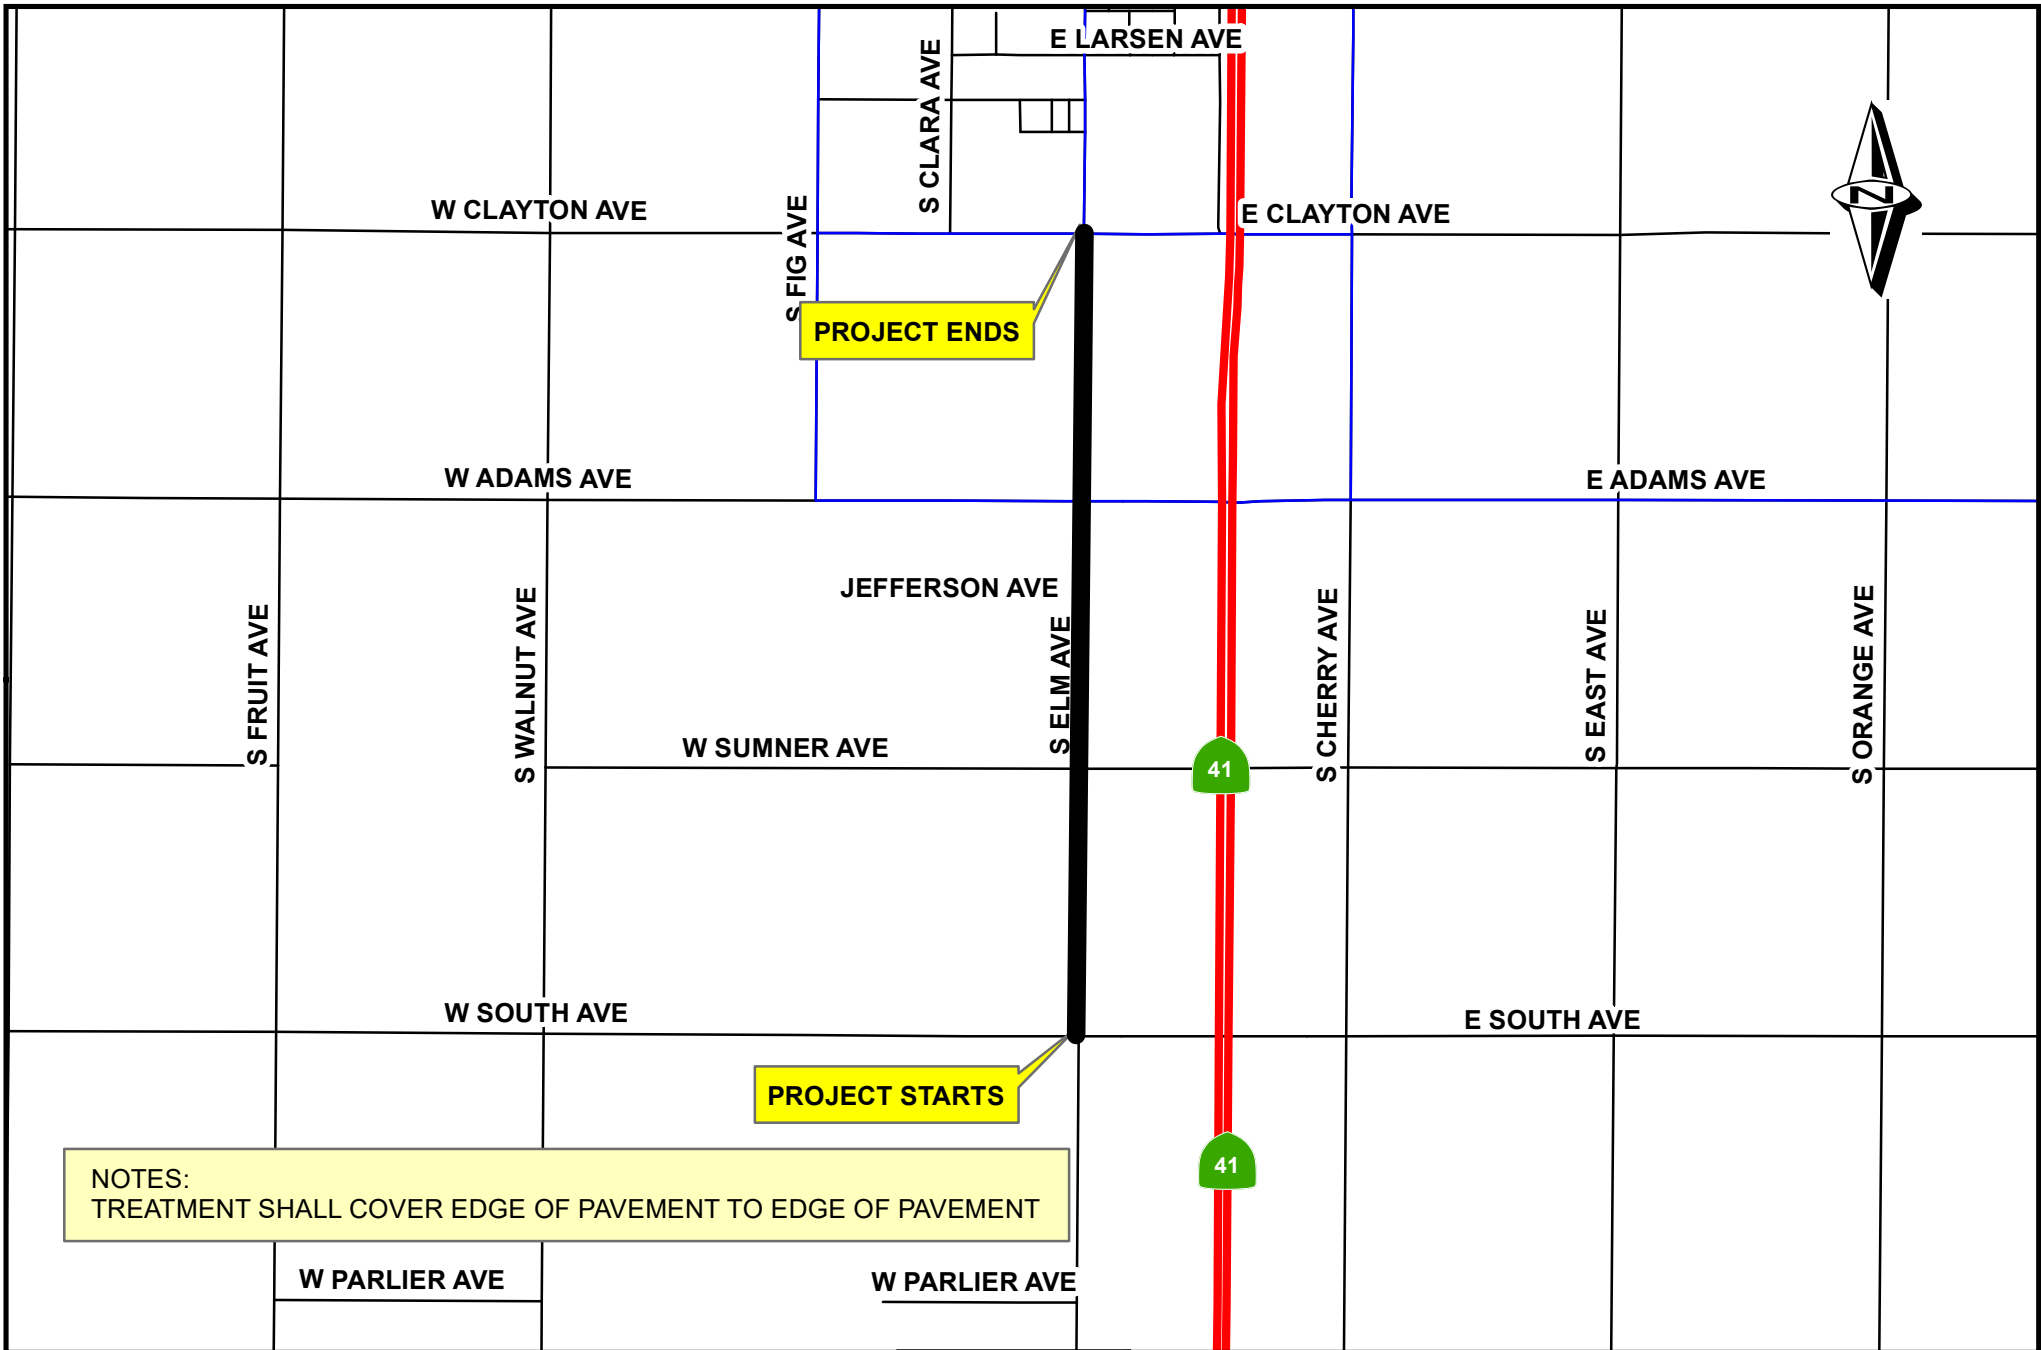 E LARSEN AVE
S CLARA AVE
W CLAYTON AVE
E CLAYTON AVE
S FIG AVE
N
PROJECT ENDS
W ADAMS AVE
E ADAMS AVE
JEFFERSON AVE
S FRUIT AVE
S WALNUT AVE
S ELM AVE
S CHERRY AVE
S EAST AVE
S ORANGE AVE
W SUMNER AVE
41
W SOUTH AVE
E SOUTH AVE
PROJECT STARTS
41
NOTES:
TREATMENT SHALL COVER EDGE OF PAVEMENT TO EDGE OF PAVEMENT
W PARLIER AVE
W PARLIER AVE